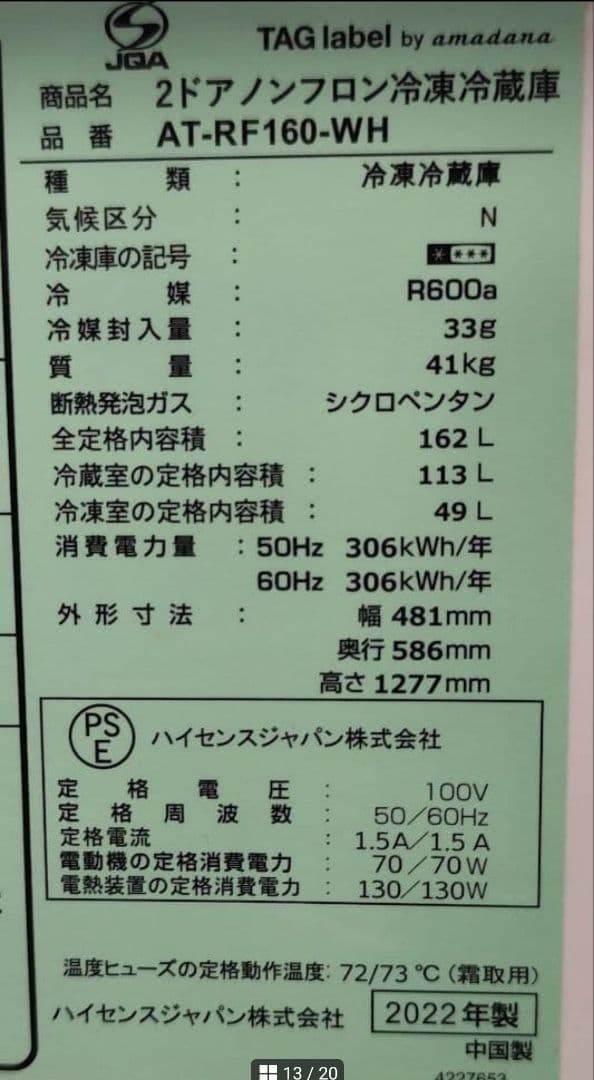 JQA
TAG label by amadana
商品名 2ドアノンフロン冷凍冷蔵庫
品番 AT-RF160-WH
種類 : 冷凍冷蔵庫
気候区分 : N
冷凍庫の記号 : * ***
冷媒 : R600a
冷媒封入量 : 33g
質量 : 41kg
断熱発泡ガス : シクロペンタン
全定格内容積 : 162 L
冷蔵室の定格内容積 : 113 L
冷凍室の定格内容積 : 49 L
消費電力量 : 50Hz 306kWh/年
60Hz 306kWh/年
外形寸法 : 幅 481mm
奥行 586mm
高さ 1277mm
PSE ハイセンスジャパン株式会社
定格電圧 : 100V
定格周波数 : 50/60Hz
定格電流 : 1.5A/1.5A
電動機の定格消費電力 : 70/70W
電熱装置の定格消費電力 : 130/130W
温度ヒューズの定格動作温度: 72/73℃(霜取用)
ハイセンスジャパン株式会社 2022年製
中国製
13 / 20